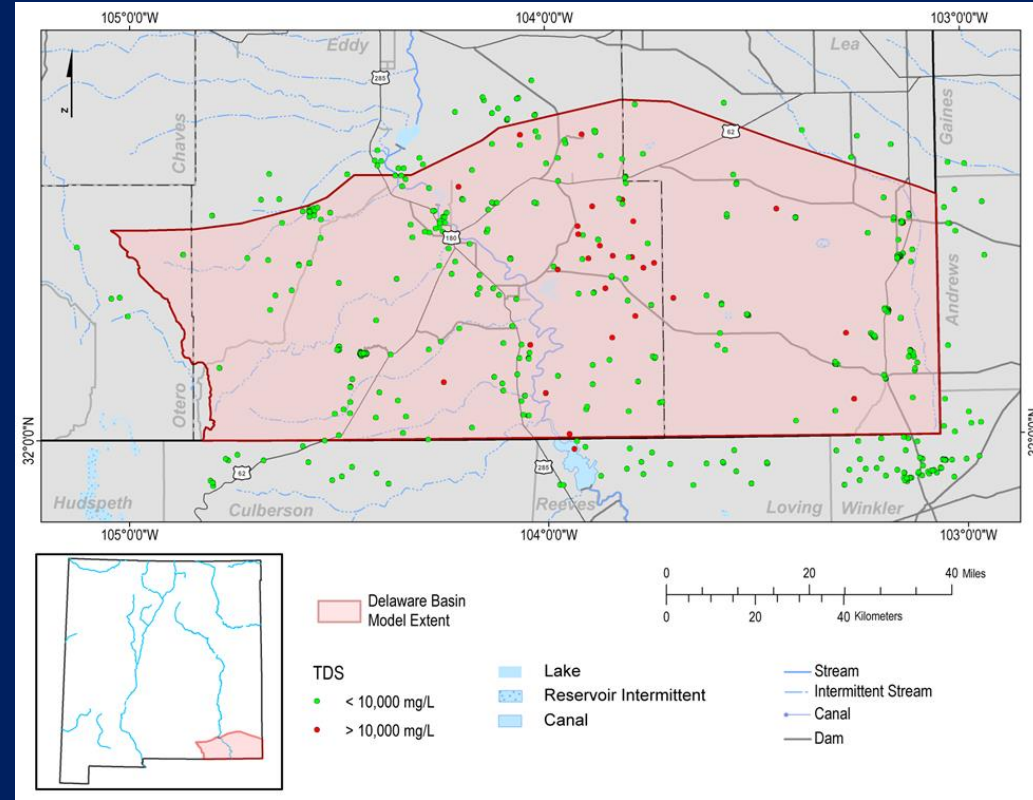 105°0'0"W 104°0'0"W 103°0'0"W
Eddy
Lea
285
N
62
Chaves
Gaines
180
Andrews
Otero
32°0'0"N
32°0'0"N
62
285
Hudspeth
Culberson
Reeves
Loving
Winkler
105°0'0"W 104°0'0"W 103°0'0"W
0 20 40 Miles
0 20 40 Kilometers
Delaware Basin
Model Extent
TDS
< 10,000 mg/L
> 10,000 mg/L
Lake
Reservoir Intermittent
Canal
Stream
Intermittent Stream
Canal
Dam